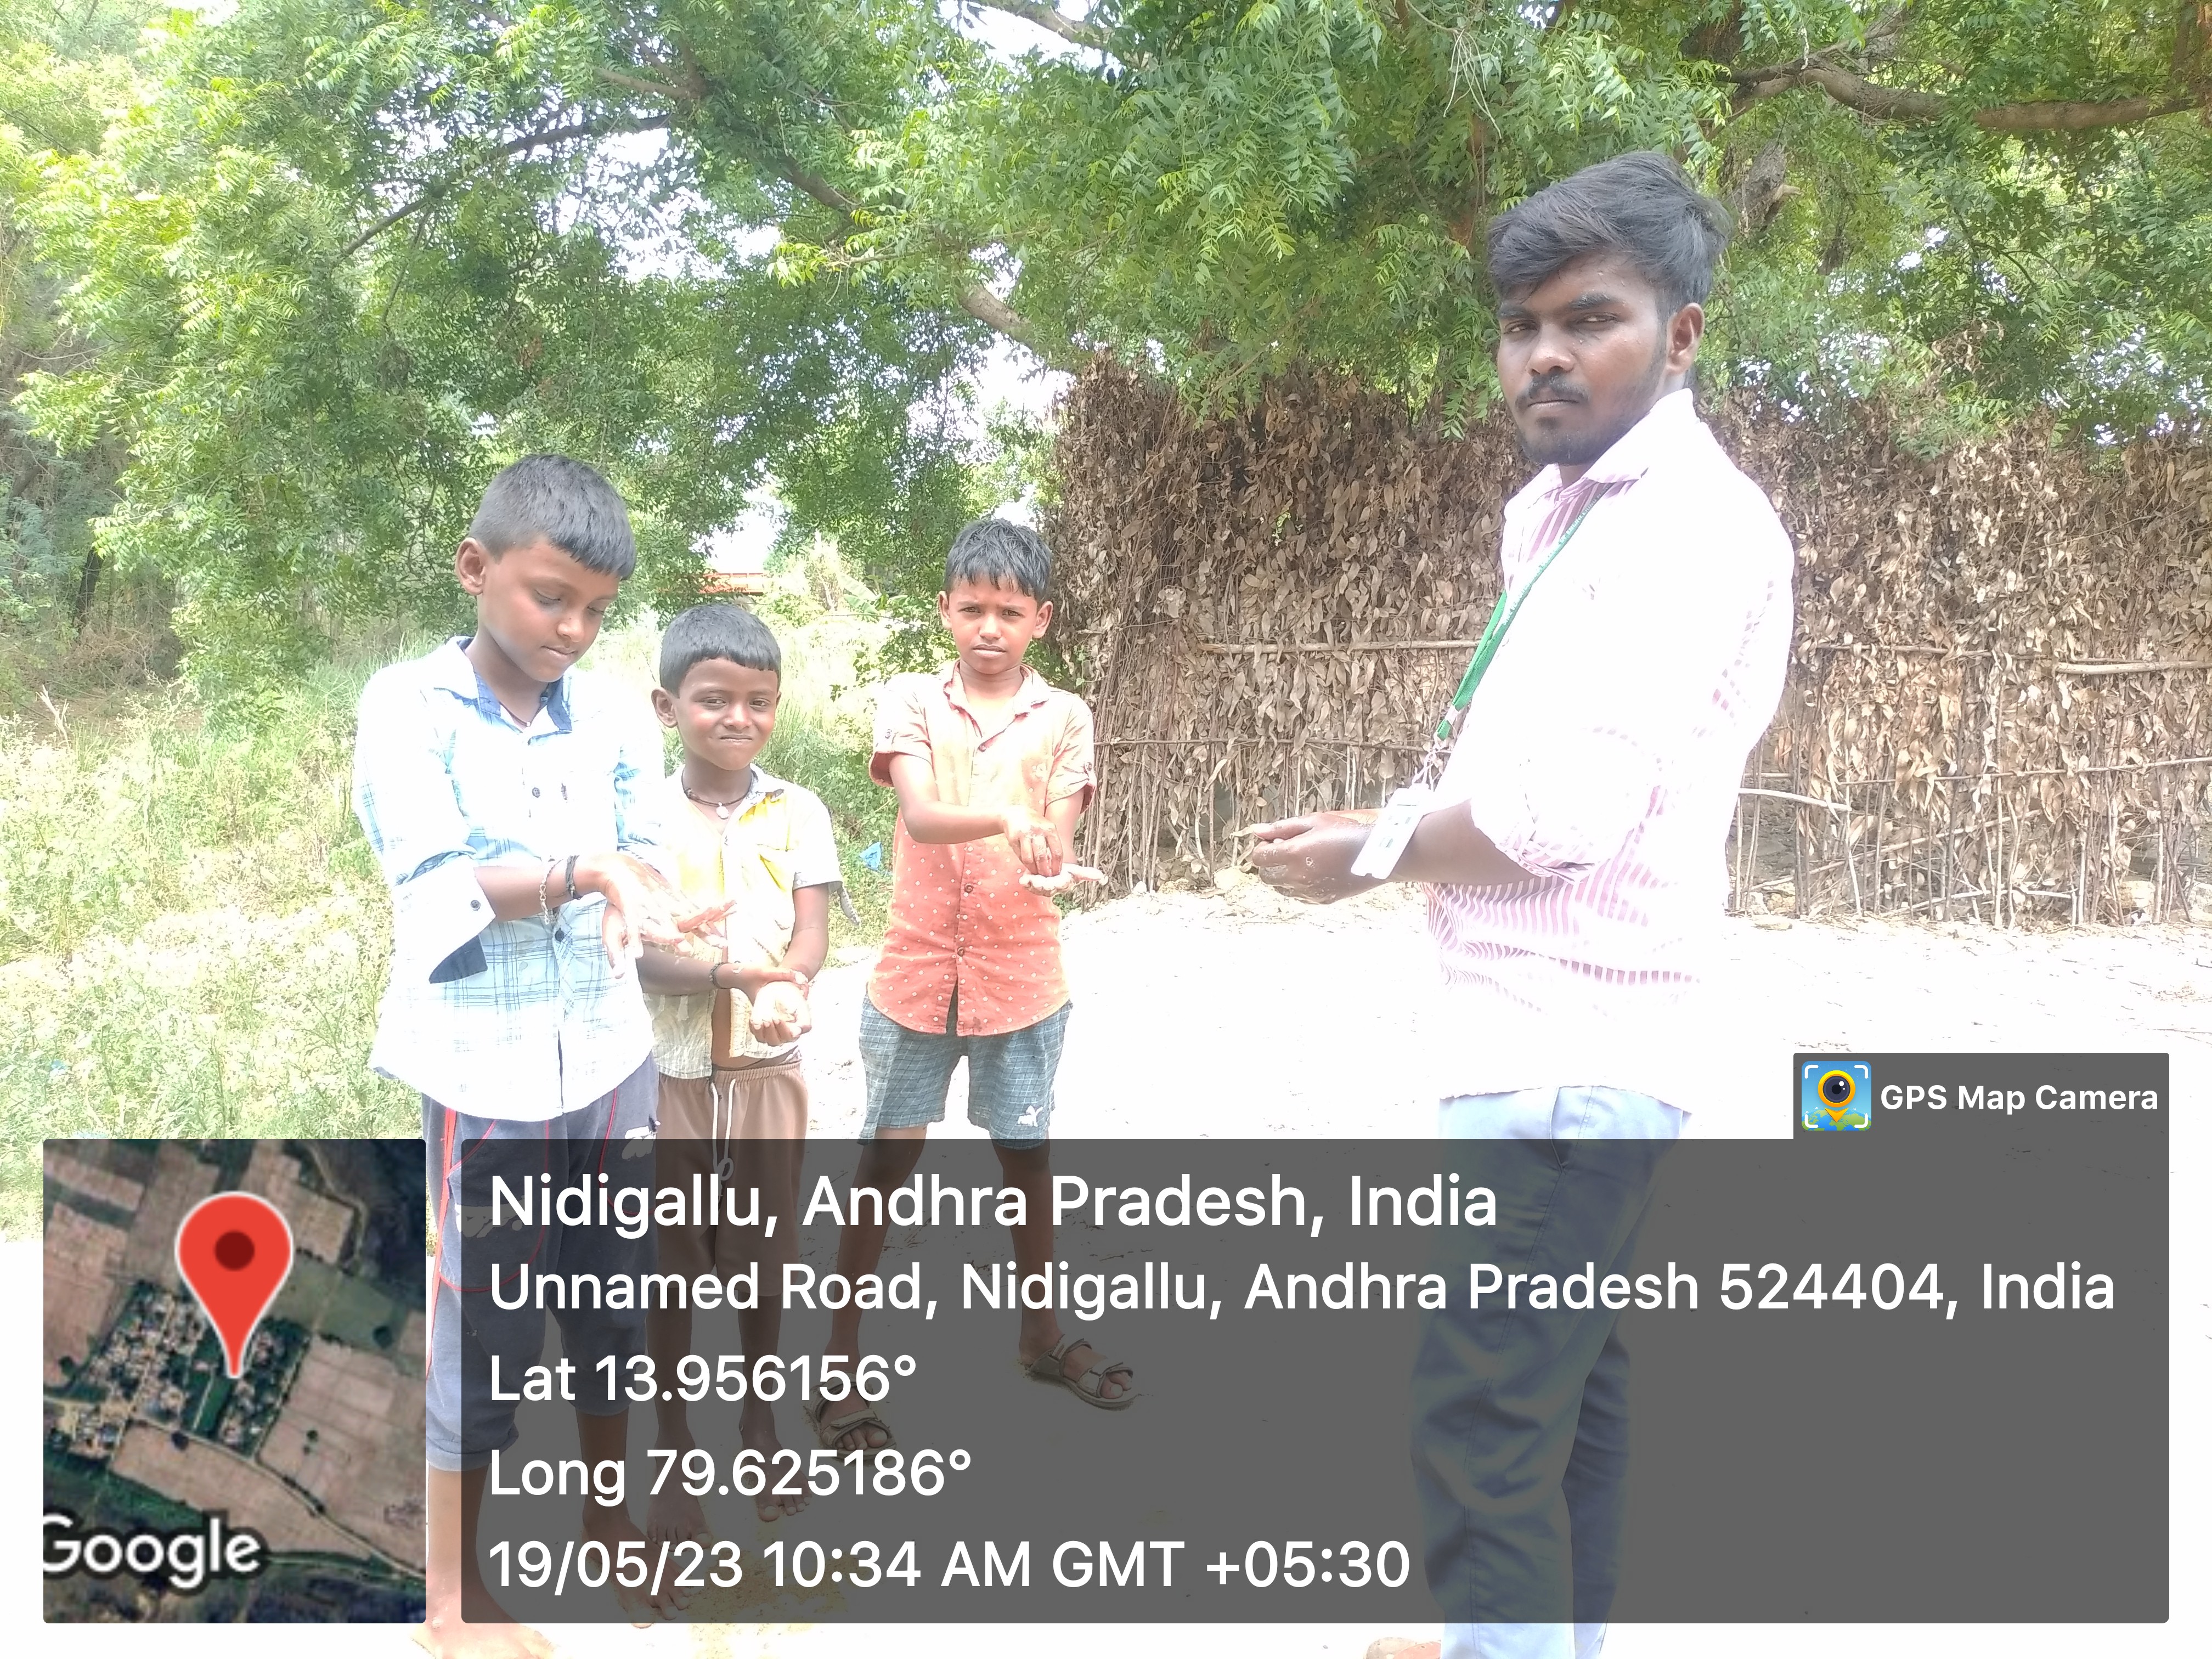 GPS Map Camera
Nidigallu, Andhra Pradesh, India
Unnamed Road, Nidigallu, Andhra Pradesh 524404, India
Lat 13.956156°
Long 79.625186°
19/05/23 10:34 AM GMT +05:30
Google